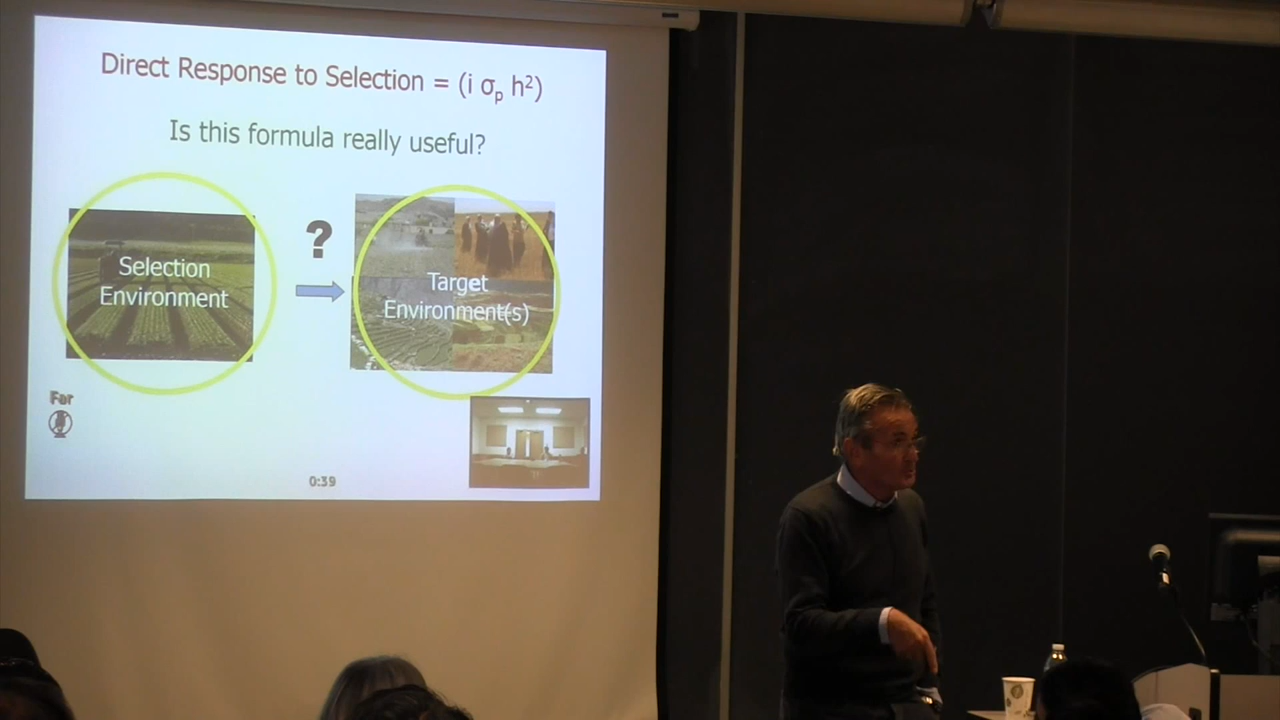 Direct Response to Selection = (i σₚ h²)
Is this formula really useful?
Selection
Environment
?
Target
Environment(s)
Far
0:39